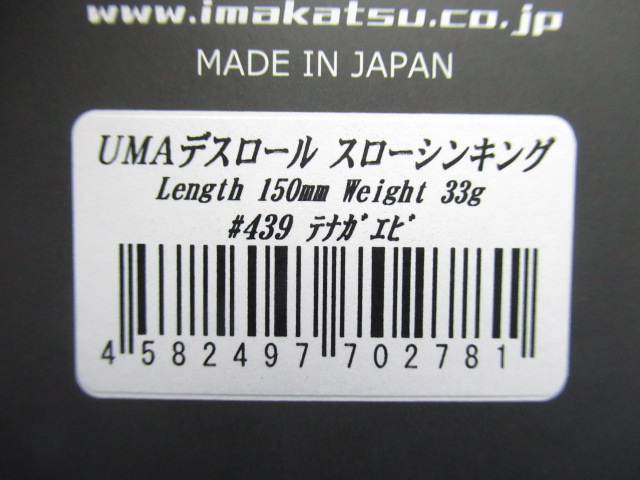 www.imakatsu.co.jp
MADE IN JAPAN
UMAデスロール スローシンキング
Length 150mm Weight 33g
#439 ﾃﾅｶﾞｴﾋﾞ
4 582497 702781